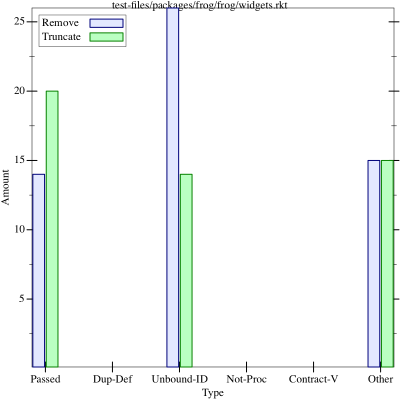 test-files/packages/frog/frog/widgets.rkt
Remove
Truncate
25
20
15
10
5
Amount
Passed Dup-Def Unbound-ID Not-Proc Contract-V Other
Type